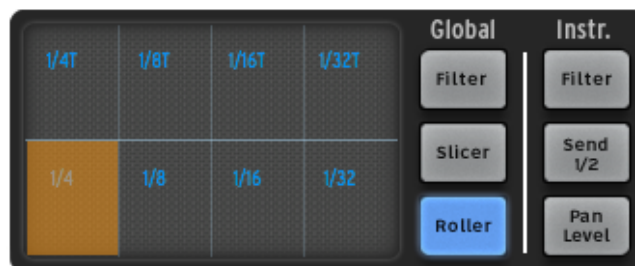 Global Instr.
1/4T 1/8T 1/16T 1/32T
Filter Filter
Slicer Send
1/2
1/4 1/8 1/16 1/32
Roller Pan
Level